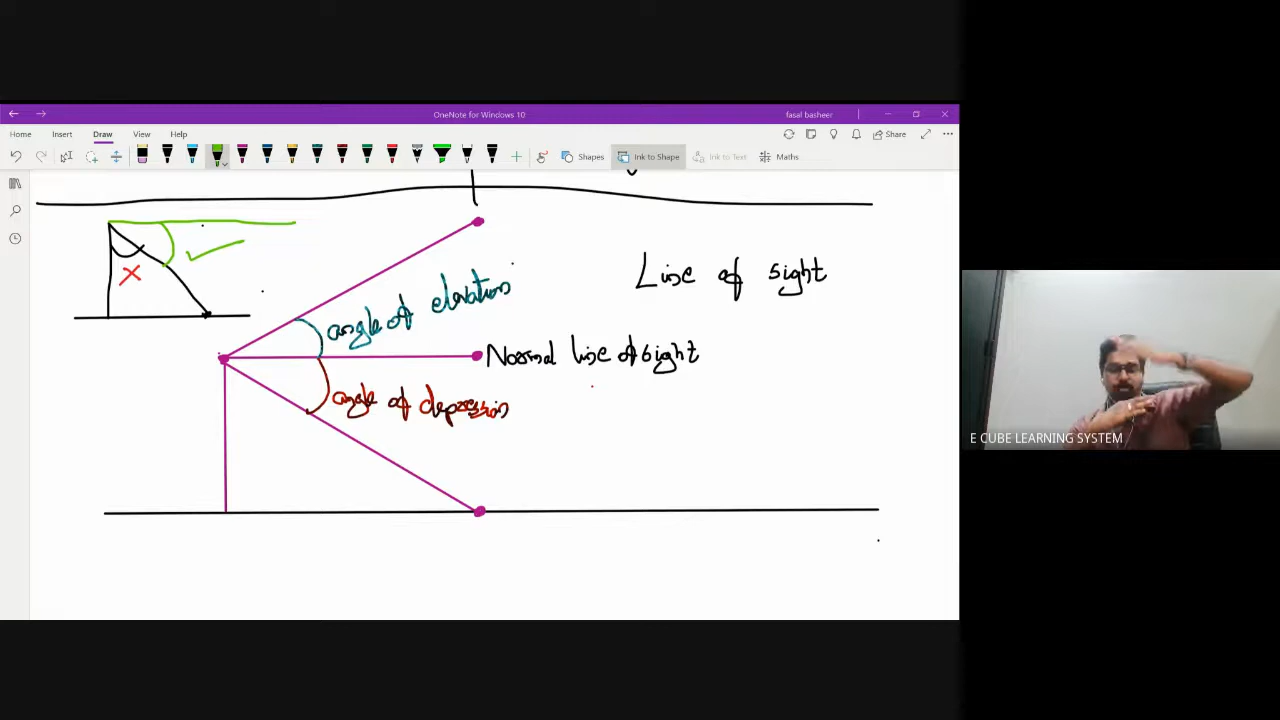 OneNote for Windows 10
fasal basheer
Home Insert Draw View Help
Share
Shapes Ink to Shape Ink to Text Maths
Line of sight
angle of elevation
Normal line of sight
angle of depression
E CUBE LEARNING SYSTEM